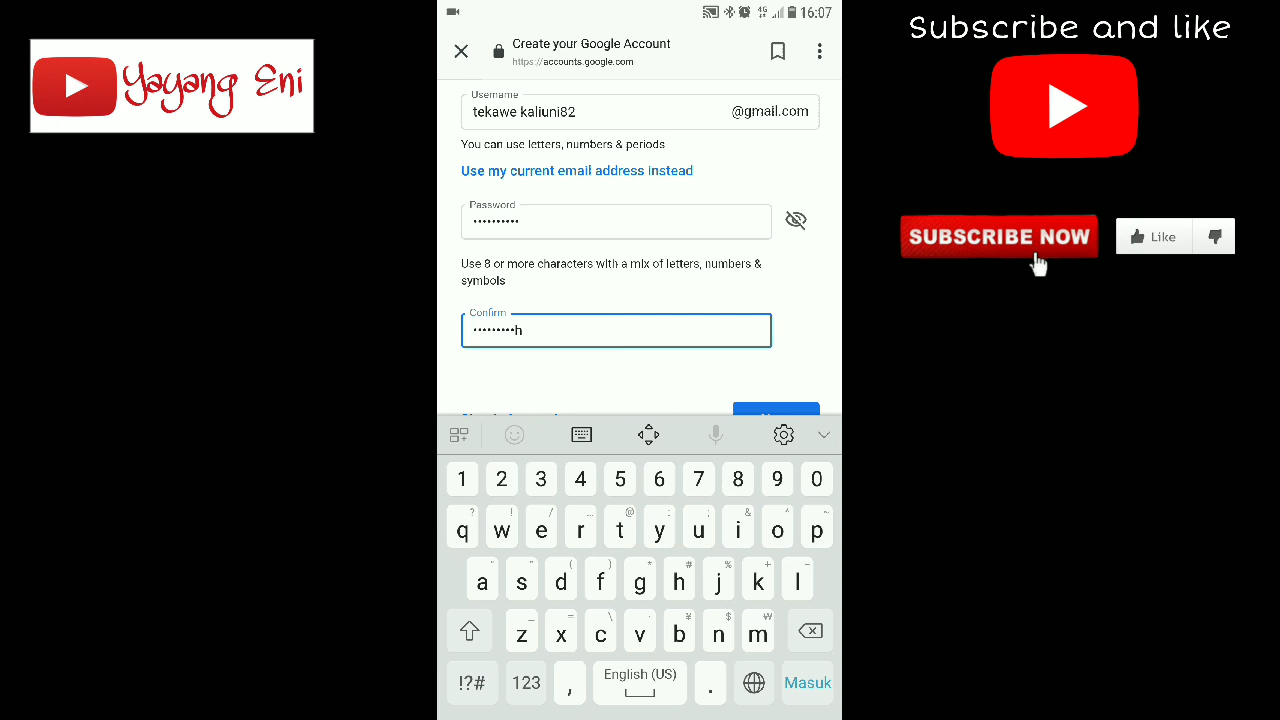 Yayang Eni
Subscribe and like
SUBSCRIBE NOW
Like
4G
16:07
Create your Google Account
https://accounts.google.com
Username
tekawe kaliuni82
@gmail.com
You can use letters, numbers & periods
Use my current email address instead
Password
••••••••••
Use 8 or more characters with a mix of letters, numbers &
symbols
Confirm
•••••••••h
1 2 3 4 5 6 7 8 9 0
q w e r t y u i o p
a s d f g h j k l
z x c v b n m
!?# 123 , English (US) . Masuk